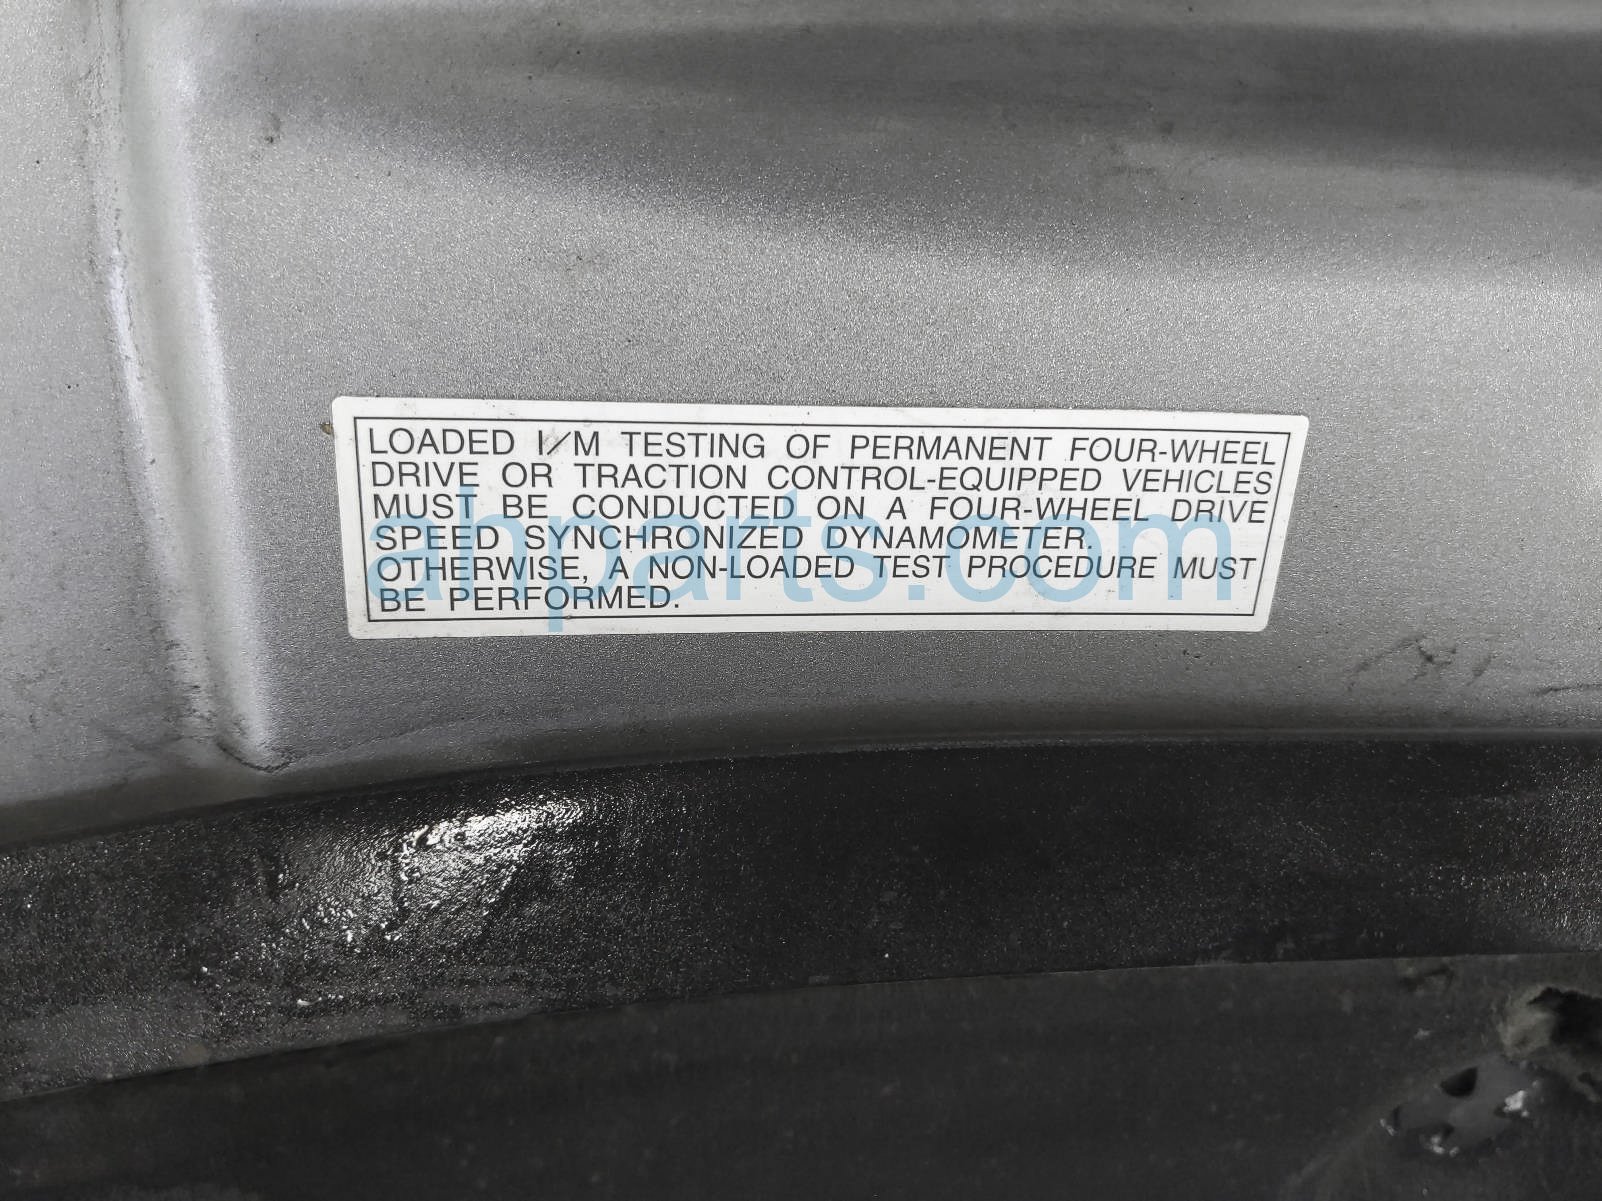 LOADED I/M TESTING OF PERMANENT FOUR-WHEEL
DRIVE OR TRACTION CONTROL-EQUIPPED VEHICLES
MUST BE CONDUCTED ON A FOUR-WHEEL DRIVE
SPEED SYNCHRONIZED DYNAMOMETER.
OTHERWISE, A NON-LOADED TEST PROCEDURE MUST
BE PERFORMED.
ahparts.com